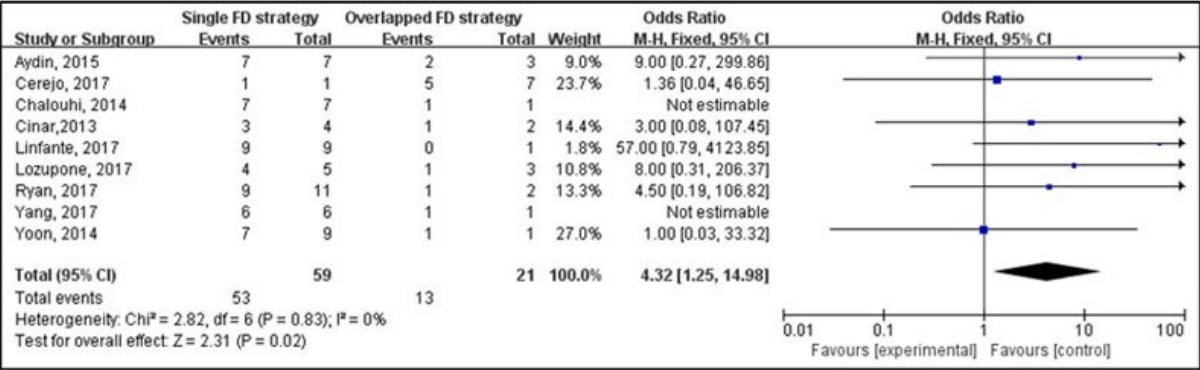 Single FD strategy Overlapped FD strategy Odds Ratio Odds Ratio
Study or Subgroup Events Total Events Total Weight M-H, Fixed, 95% CI M-H, Fixed, 95% CI
Aydin, 2015 7 7 2 3 9.0% 9.00 [0.27, 299.86]
Cerejo, 2017 1 1 5 7 23.7% 1.36 [0.04, 46.65]
Chalouhi, 2014 7 7 1 1 Not estimable
Cinar,2013 3 4 1 2 14.4% 3.00 [0.08, 107.45]
Linfante, 2017 9 9 0 1 1.8% 57.00 [0.79, 4123.85]
Lozupone, 2017 4 5 1 3 10.8% 8.00 [0.31, 206.37]
Ryan, 2017 9 11 1 2 13.3% 4.50 [0.19, 106.82]
Yang, 2017 6 6 1 1 Not estimable
Yoon, 2014 7 9 1 1 27.0% 1.00 [0.03, 33.32]
Total (95% CI) 59 21 100.0% 4.32 [1.25, 14.98]
Total events 53 13
Heterogeneity: Chi² = 2.82, df = 6 (P = 0.83); I² = 0%
Test for overall effect: Z = 2.31 (P = 0.02)
0.01 0.1 1 10 100
Favours [experimental] Favours [control]